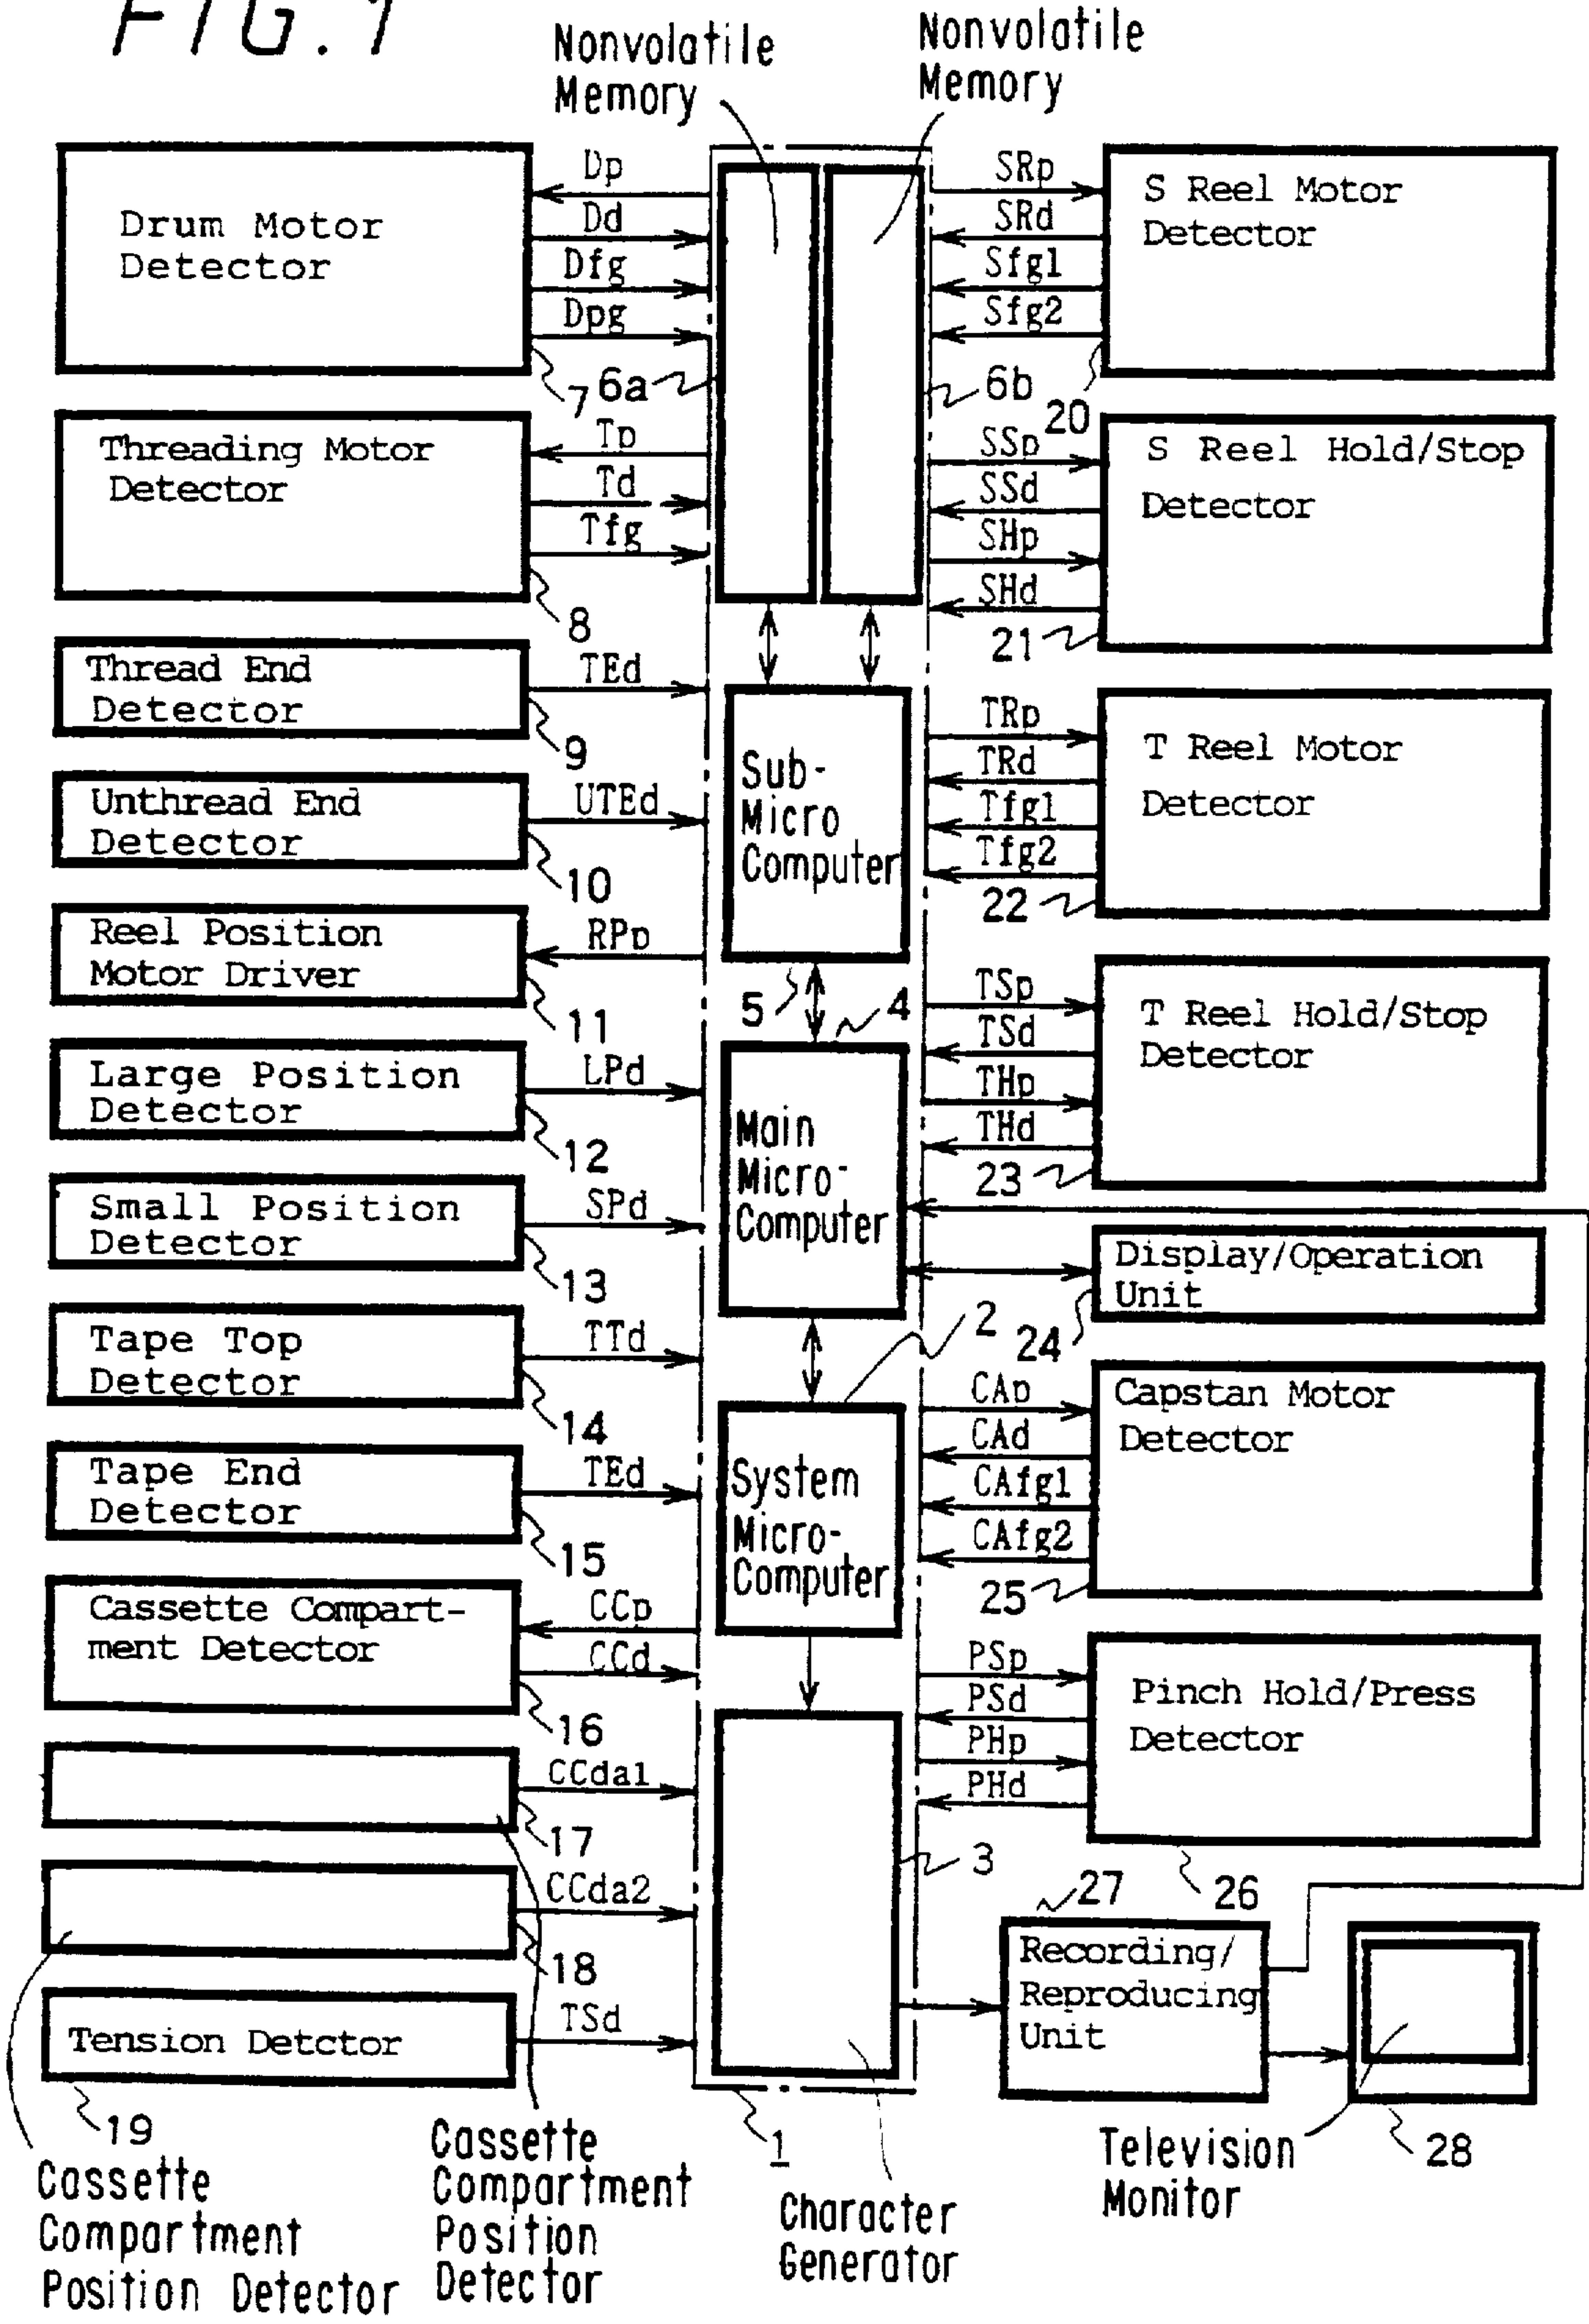 FIG. 1
Nonvolatile
Memory
Nonvolatile
Memory
Drum Motor
Detector
Dp
Dd
Dfg
Dpg
7
6a
6b
SRp
SRd
Sfg1
Sfg2
S Reel Motor
Detector
20
Threading Motor
Detector
Tp
Td
Tfg
8
SSp
SSd
SHp
SHd
S Reel Hold/Stop
Detector
21
Thread End
Detector
TEd
9
Unthread End
Detector
UTEd
10
Sub-
Micro
Computer
TRp
TRd
Tfg1
Tfg2
T Reel Motor
Detector
22
Reel Position
Motor Driver
RPp
11
5
4
TSp
TSd
THp
THd
T Reel Hold/Stop
Detector
23
Large Position
Detector
LPd
12
Main
Micro-
Computer
Small Position
Detector
SPd
13
Display/Operation
Unit
24
Tape Top
Detector
TTd
14
2
CAp
CAd
CAfg1
CAfg2
Capstan Motor
Detector
25
Tape End
Detector
TEd
15
System
Micro-
Computer
Cassette Compart-
ment Detector
CCp
CCd
16
PSp
PSd
PHp
PHd
Pinch Hold/Press
Detector
26
CCda1
17
3
CCda2
18
27
Recording/
Reproducing
Unit
Tension Detctor
TSd
19
1
28
Cassette
Compartment
Position Detector
Cassette
Compartment
Position
Detector
Character
Generator
Television
Monitor